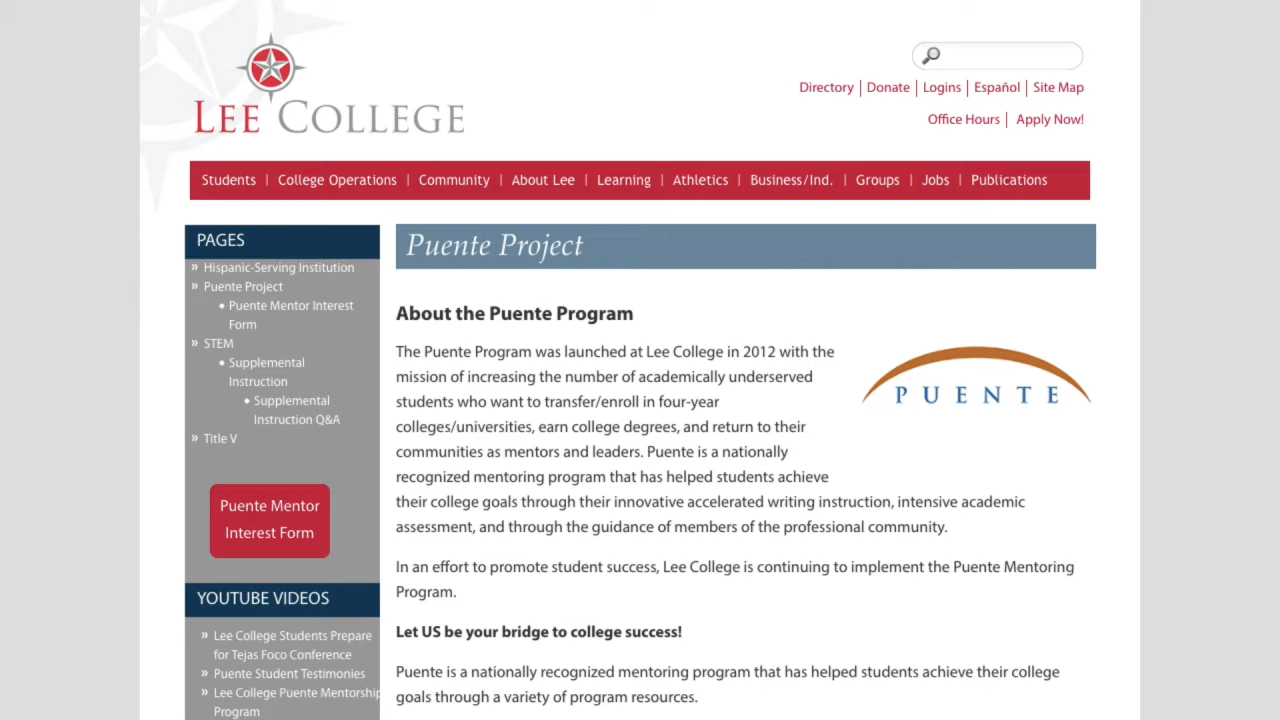 LEE COLLEGE
Directory | Donate | Logins | Español | Site Map
Office Hours | Apply Now!
Students | College Operations | Community | About Lee | Learning | Athletics | Business/Ind. | Groups | Jobs | Publications
PAGES
» Hispanic-Serving Institution
» Puente Project
• Puente Mentor Interest
Form
» STEM
• Supplemental
Instruction
• Supplemental
Instruction Q&A
» Title V
Puente Mentor
Interest Form
YOUTUBE VIDEOS
» Lee College Students Prepare
for Tejas Foco Conference
» Puente Student Testimonies
» Lee College Puente Mentorship
Program
Puente Project
About the Puente Program
The Puente Program was launched at Lee College in 2012 with the
mission of increasing the number of academically underserved
students who want to transfer/enroll in four-year
colleges/universities, earn college degrees, and return to their
communities as mentors and leaders. Puente is a nationally
recognized mentoring program that has helped students achieve
their college goals through their innovative accelerated writing instruction, intensive academic
assessment, and through the guidance of members of the professional community.
PUENTE
In an effort to promote student success, Lee College is continuing to implement the Puente Mentoring
Program.
Let US be your bridge to college success!
Puente is a nationally recognized mentoring program that has helped students achieve their college
goals through a variety of program resources.